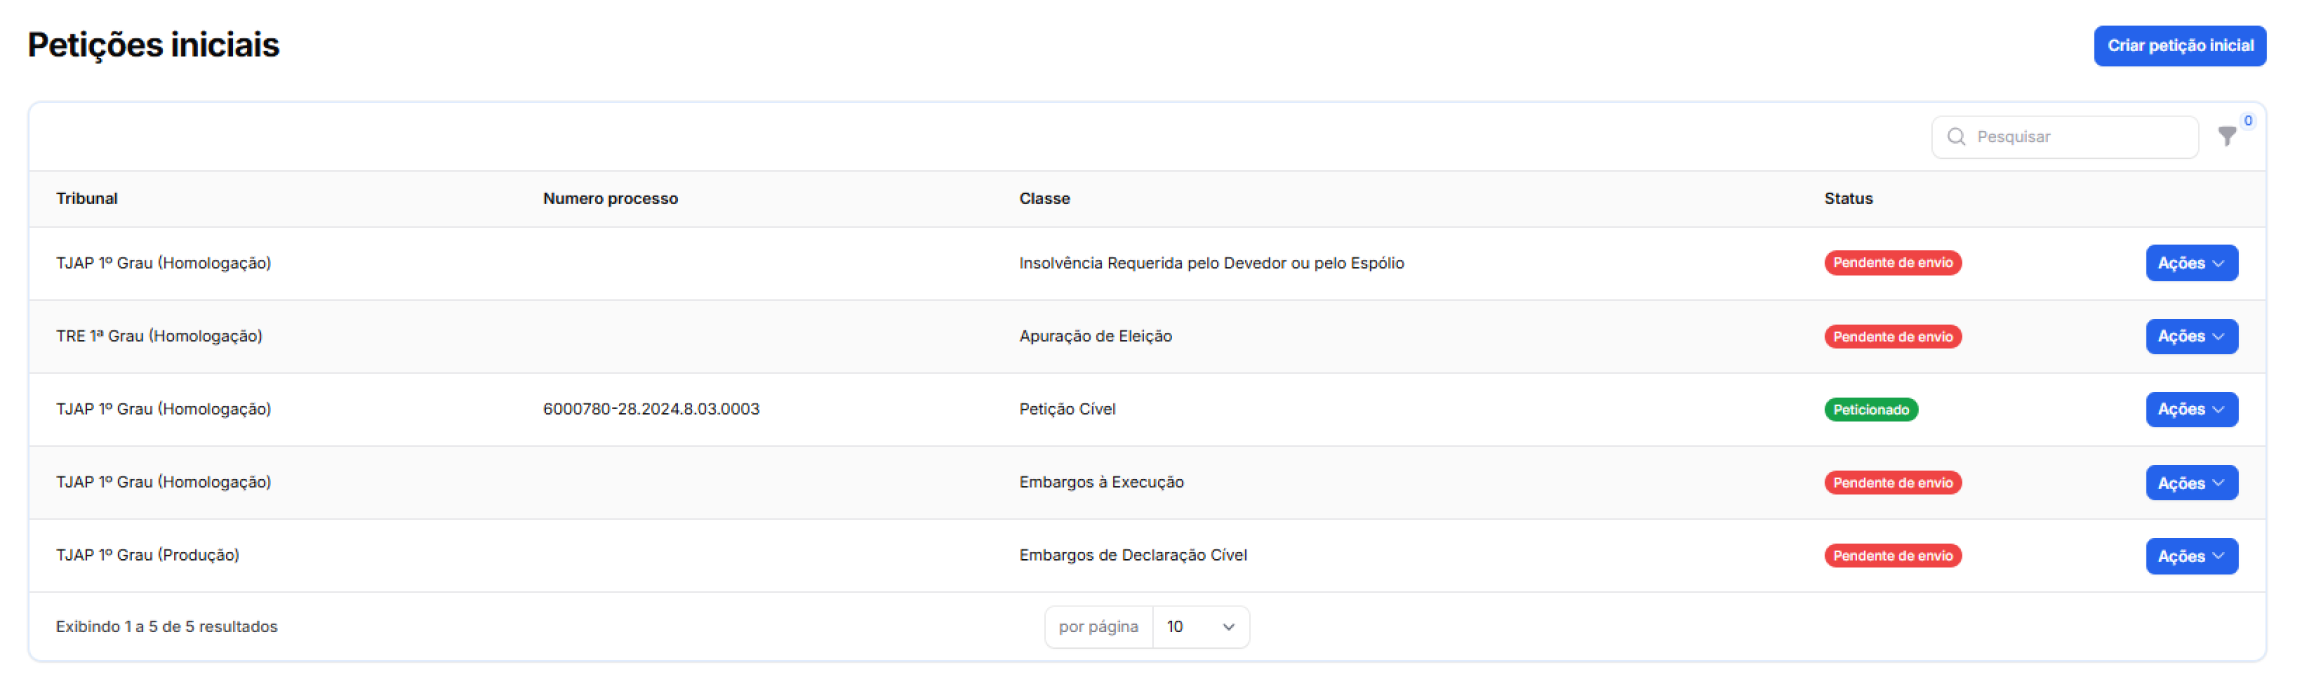 Petições iniciais
Criar petição inicial
Pesquisar
0
Tribunal Numero processo Classe Status
TJAP 1º Grau (Homologação) Insolvência Requerida pelo Devedor ou pelo Espólio Pendente de envio Ações
TRE 1ª Grau (Homologação) Apuração de Eleição Pendente de envio Ações
TJAP 1º Grau (Homologação) 6000780-28.2024.8.03.0003 Petição Cível Peticionado Ações
TJAP 1º Grau (Homologação) Embargos à Execução Pendente de envio Ações
TJAP 1º Grau (Produção) Embargos de Declaração Cível Pendente de envio Ações
Exibindo 1 a 5 de 5 resultados por página 10